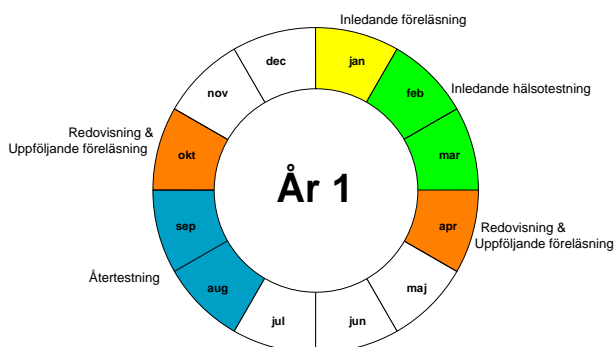 Inledande föreläsning
dec
jan
nov
feb
Inledande hälsotestning
Redovisning &
Uppföljande föreläsning
okt
mar
År 1
sep
apr
Redovisning &
Uppföljande föreläsning
Återtestning
aug
maj
jul
jun